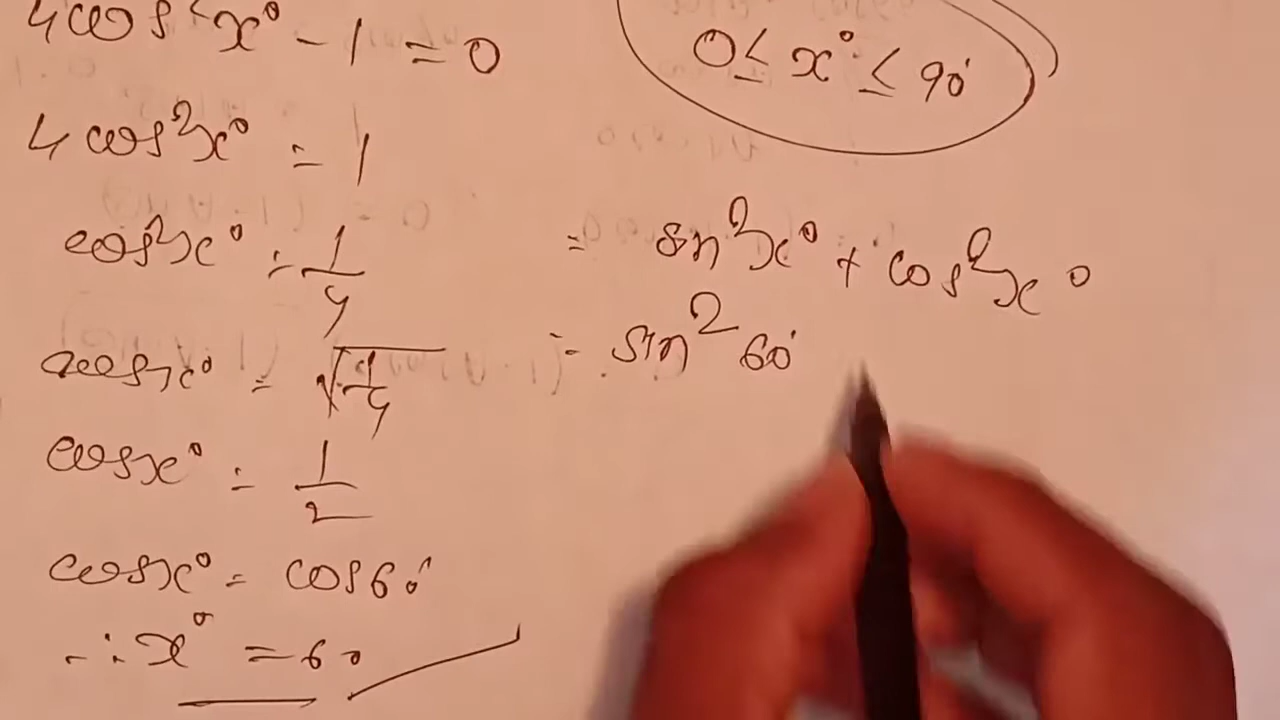 4cos²x° - 1 = 0
4cos²x° = 1
cos²x° = 1/4
cosx° = √1/4
cosx° = 1/2
cosx° = cos60°
∴ x° = 60
0 ≤ x° ≤ 90°
= sin²x° + cos²x°
= sin²60°